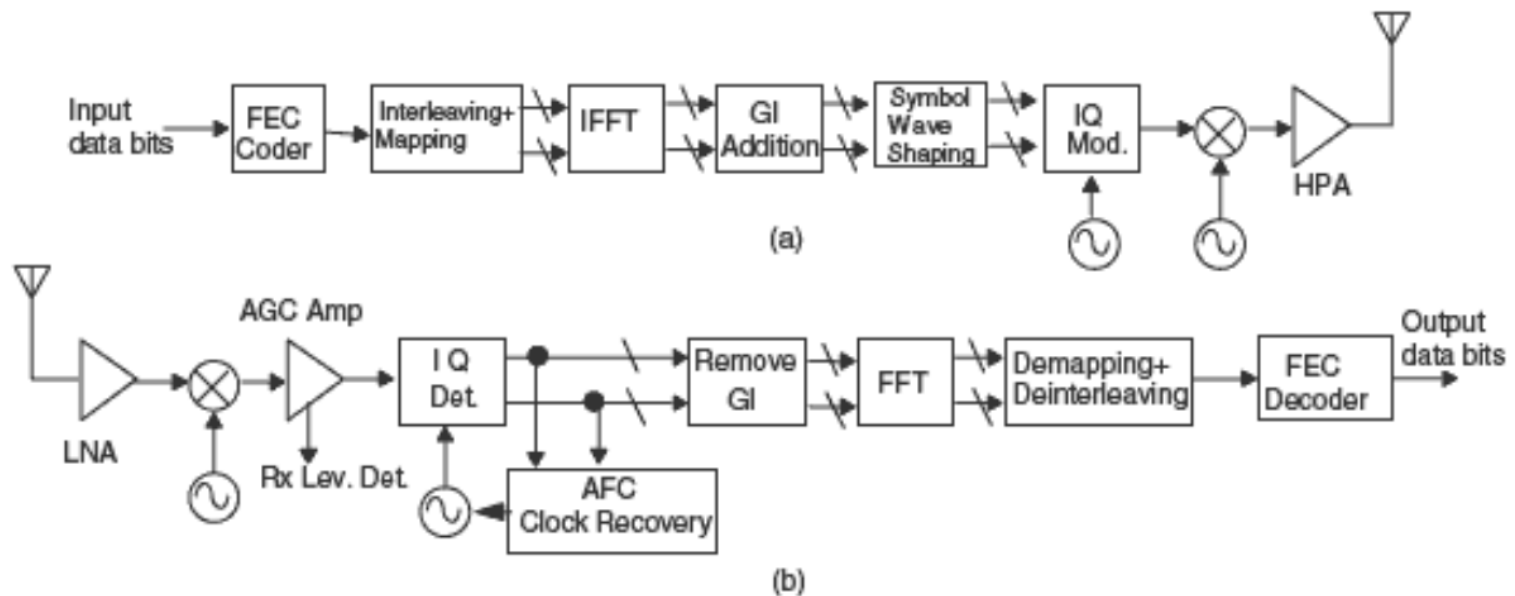 Input
data bits
FEC
Coder
Interleaving+
Mapping
IFFT
GI
Addition
Symbol
Wave
Shaping
IQ
Mod.
HPA
(a)
AGC Amp
LNA
Rx Lev. Det.
I Q
Det.
AFC
Clock Recovery
Remove
GI
FFT
Demapping+
Deinterleaving
FEC
Decoder
Output
data bits
(b)